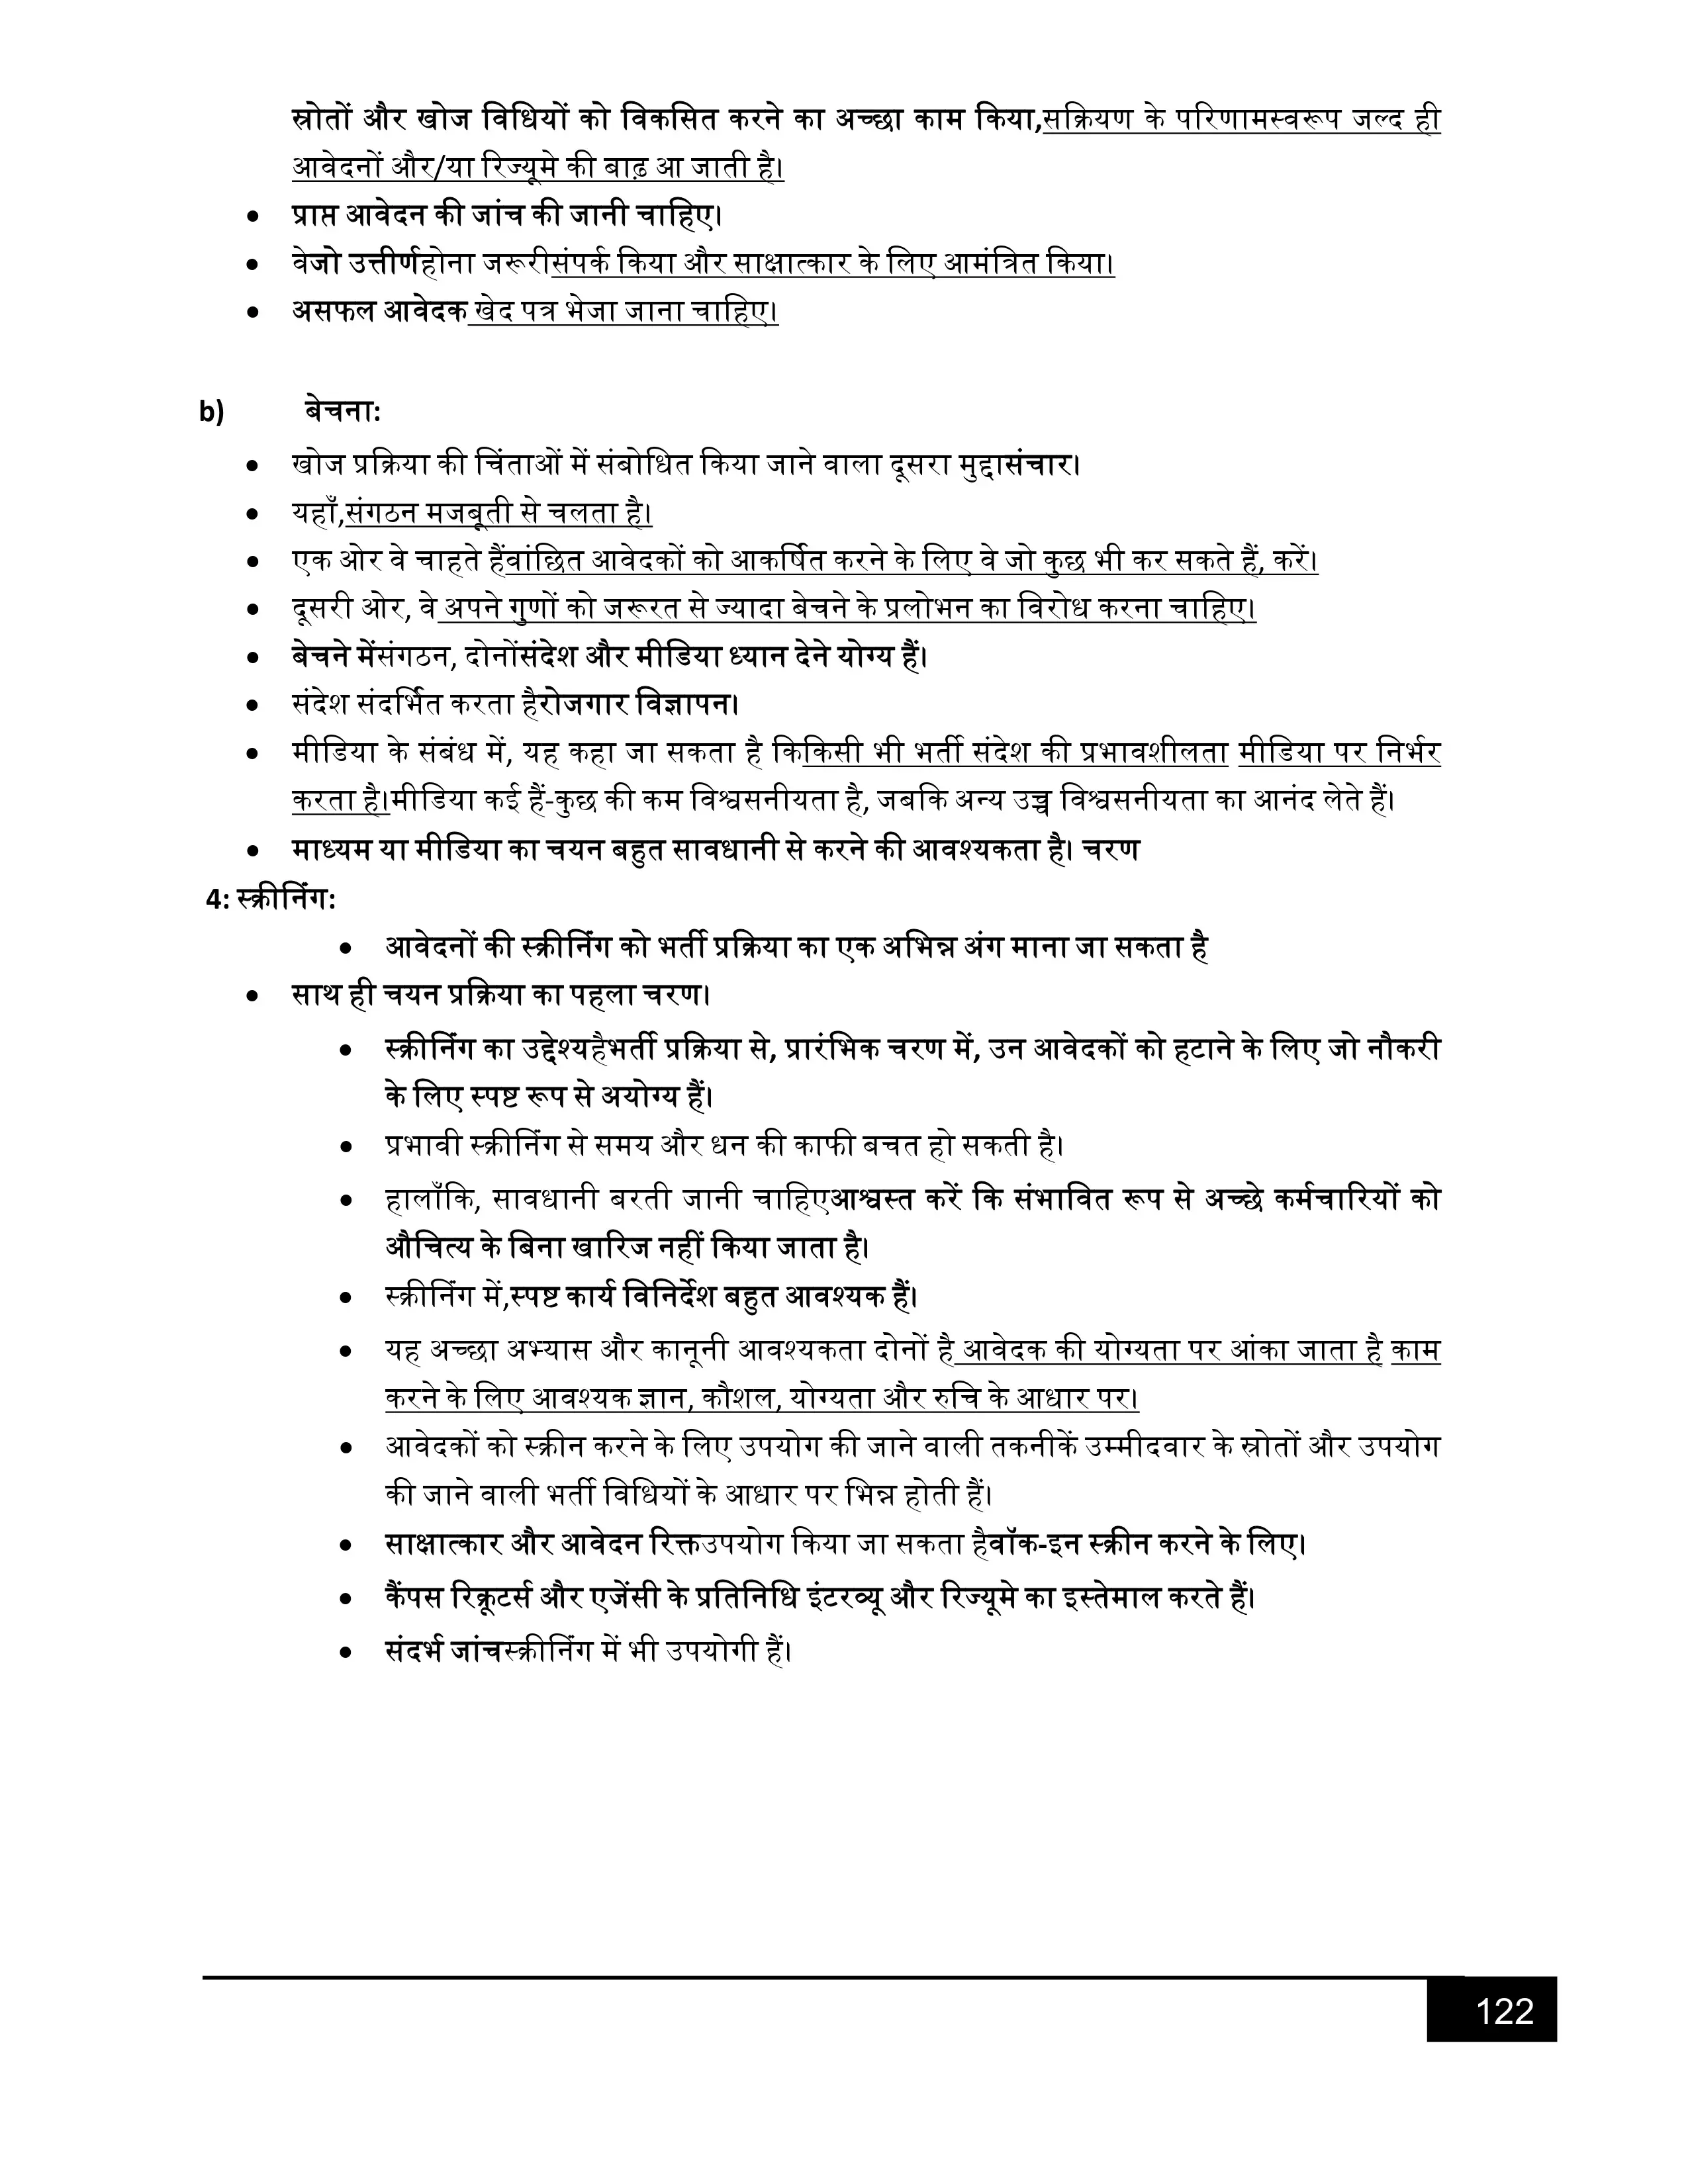 स्रोतों और खोज विधियों को विकसित करने का अच्छा काम किया,सक्रियण के परिणामस्वरूप जल्द ही
आवेदनों और/या रिज्यूमे की बाढ़ आ जाती है।
• प्राप्त आवेदन की जांच की जानी चाहिए।
• वेजो उत्तीर्णहोना जरूरीसंपर्क किया और साक्षात्कार के लिए आमंत्रित किया।
• असफल आवेदक खेद पत्र भेजा जाना चाहिए।
b) बेचना:
• खोज प्रक्रिया की चिंताओं में संबोधित किया जाने वाला दूसरा मुद्दासंचार।
• यहाँ,संगठन मजबूती से चलता है।
• एक ओर वे चाहते हैंवांछित आवेदकों को आकर्षित करने के लिए वे जो कुछ भी कर सकते हैं, करें।
• दूसरी ओर, वे अपने गुणों को जरूरत से ज्यादा बेचने के प्रलोभन का विरोध करना चाहिए।
• बेचने मेंसंगठन, दोनोंसंदेश और मीडिया ध्यान देने योग्य हैं।
• संदेश संदर्भित करता हैरोजगार विज्ञापन।
• मीडिया के संबंध में, यह कहा जा सकता है किकिसी भी भर्ती संदेश की प्रभावशीलता मीडिया पर निर्भर
करता है।मीडिया कई हैं-कुछ की कम विश्वसनीयता है, जबकि अन्य उच्च विश्वसनीयता का आनंद लेते हैं।
• माध्यम या मीडिया का चयन बहुत सावधानी से करने की आवश्यकता है। चरण
4: स्क्रीनिंग:
• आवेदनों की स्क्रीनिंग को भर्ती प्रक्रिया का एक अभिन्न अंग माना जा सकता है
• साथ ही चयन प्रक्रिया का पहला चरण।
• स्क्रीनिंग का उद्देश्यहैभर्ती प्रक्रिया से, प्रारंभिक चरण में, उन आवेदकों को हटाने के लिए जो नौकरी
के लिए स्पष्ट रूप से अयोग्य हैं।
• प्रभावी स्क्रीनिंग से समय और धन की काफी बचत हो सकती है।
• हालाँकि, सावधानी बरती जानी चाहिएआश्वस्त करें कि संभावित रूप से अच्छे कर्मचारियों को
औचित्य के बिना खारिज नहीं किया जाता है।
• स्क्रीनिंग में,स्पष्ट कार्य विनिर्देश बहुत आवश्यक हैं।
• यह अच्छा अभ्यास और कानूनी आवश्यकता दोनों है आवेदक की योग्यता पर आंका जाता है काम
करने के लिए आवश्यक ज्ञान, कौशल, योग्यता और रुचि के आधार पर।
• आवेदकों को स्क्रीन करने के लिए उपयोग की जाने वाली तकनीकें उम्मीदवार के स्रोतों और उपयोग
की जाने वाली भर्ती विधियों के आधार पर भिन्न होती हैं।
• साक्षात्कार और आवेदन रिक्तउपयोग किया जा सकता हैवॉक-इन स्क्रीन करने के लिए।
• कैंपस रिक्रूटर्स और एजेंसी के प्रतिनिधि इंटरव्यू और रिज्यूमे का इस्तेमाल करते हैं।
• संदर्भ जांचस्क्रीनिंग में भी उपयोगी हैं।
122